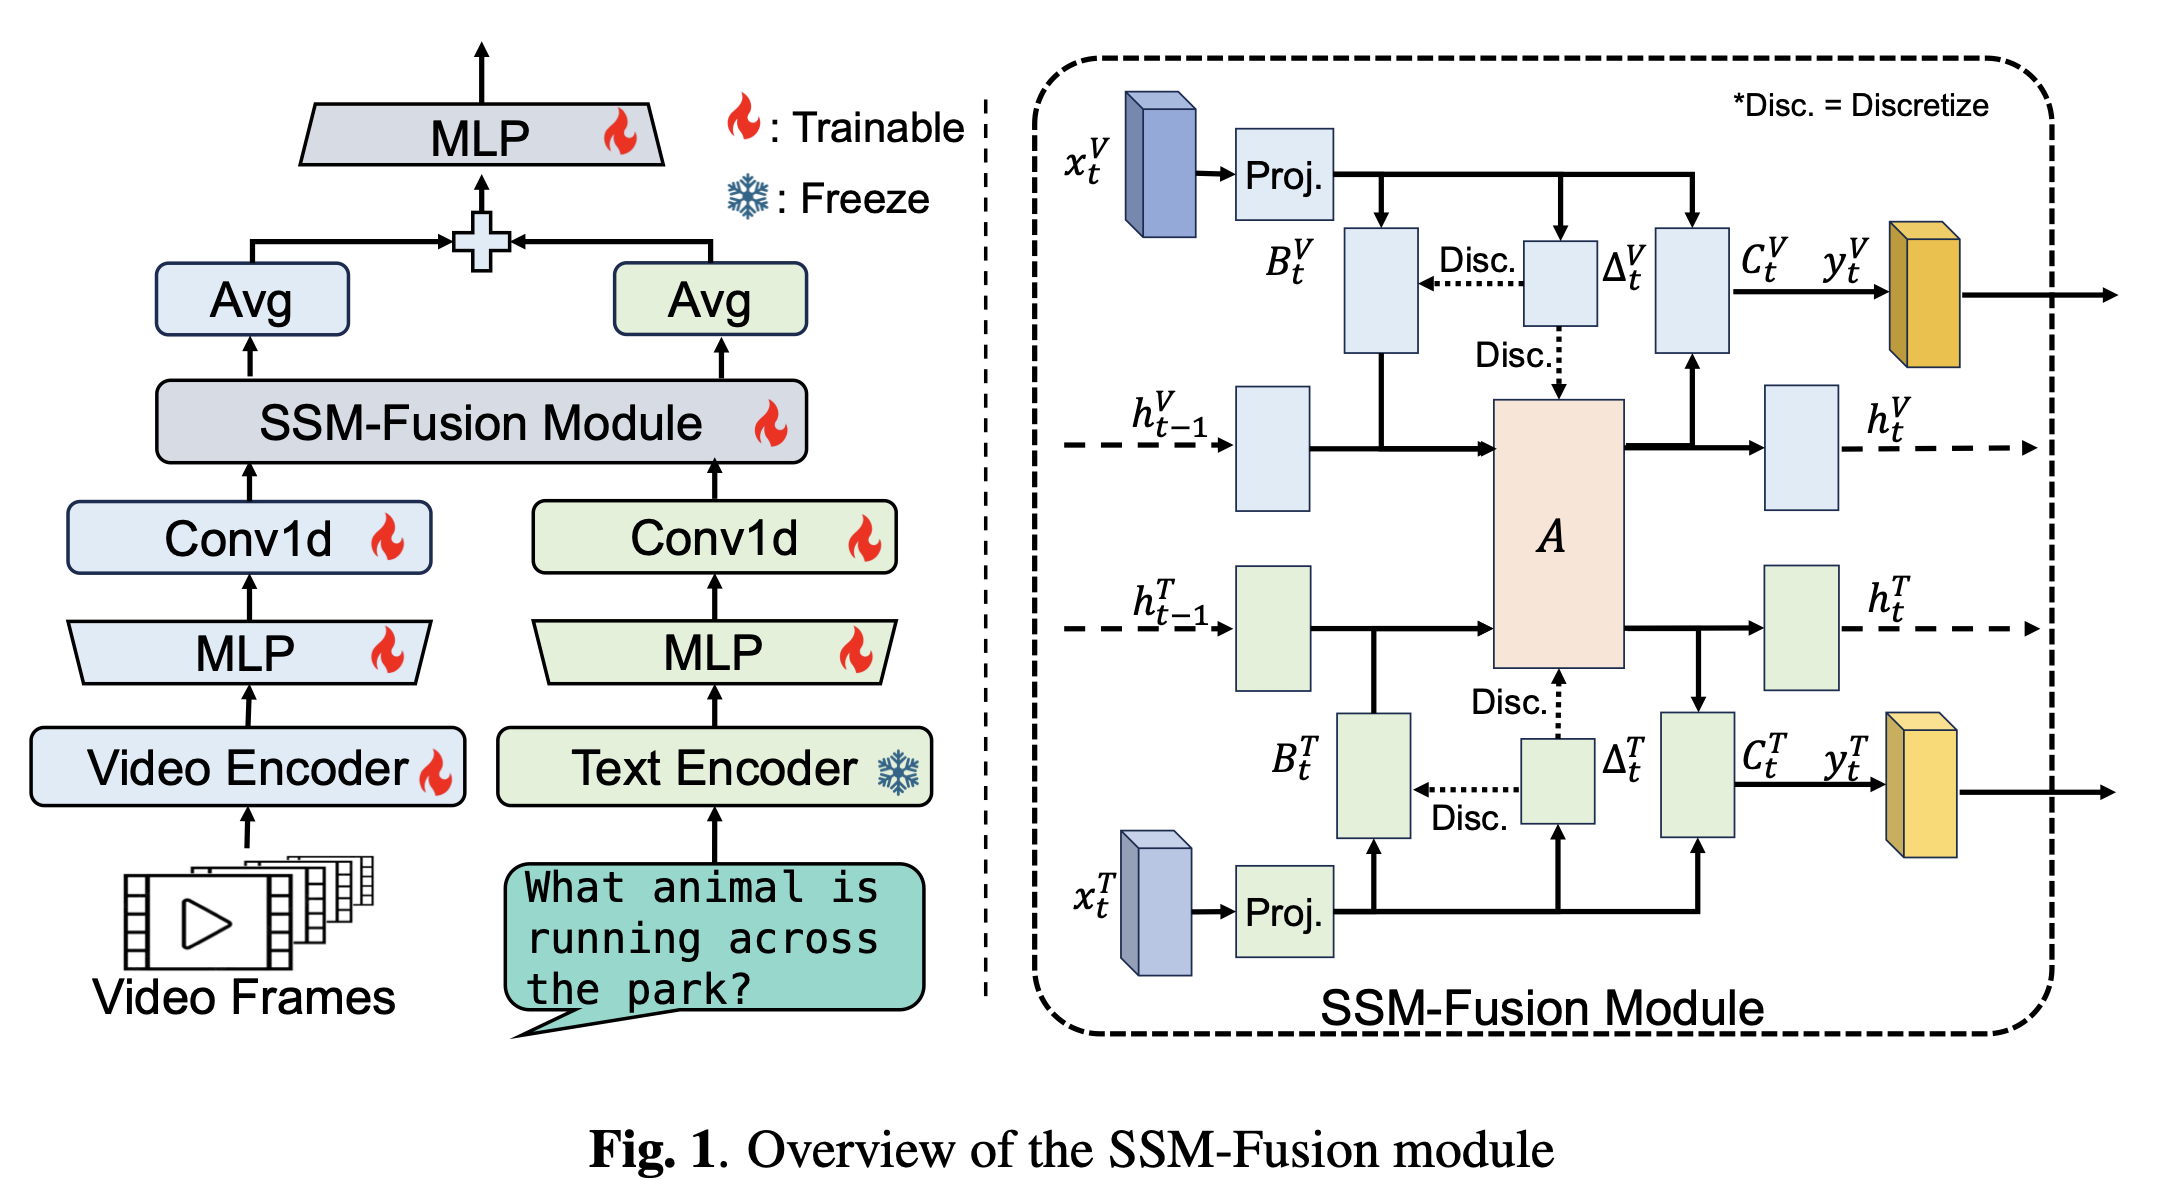 MLP
: Trainable
: Freeze
Avg
Avg
SSM-Fusion Module
Conv1d
Conv1d
MLP
MLP
Video Encoder
Text Encoder
What animal is
running across
the park?
Video Frames
*Disc. = Discretize
x_t^V
Proj.
B_t^V
Disc.
Δ_t^V
C_t^V
y_t^V
Disc.
h_{t-1}^V
h_t^V
A
h_{t-1}^T
h_t^T
Disc.
B_t^T
Δ_t^T
C_t^T
y_t^T
Disc.
x_t^T
Proj.
SSM-Fusion Module
Fig. 1. Overview of the SSM-Fusion module